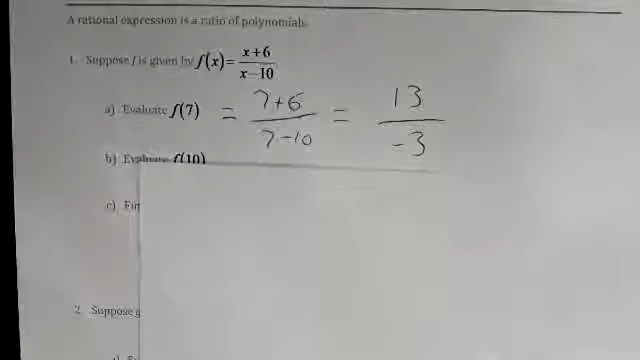 A rational expression is a ratio of polynomials.
1. Suppose f is given by f(x) = x+6 / x−10
a) Evaluate f(7) = 7+6 / 7−10 = 13 / −3
b) Evaluate f(10)
c)
2. Suppose g